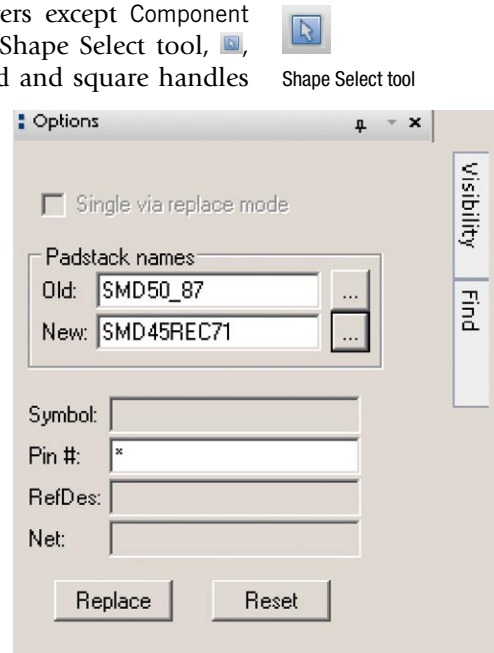 ers except Component
Shape Select tool, ,
d and square handles
Shape Select tool
Options
Single via replace mode
Padstack names
Old: SMD50_87 ...
New: SMD45REC71 ...
Symbol:
Pin #: *
RefDes:
Net:
Replace Reset
Visibility
Find